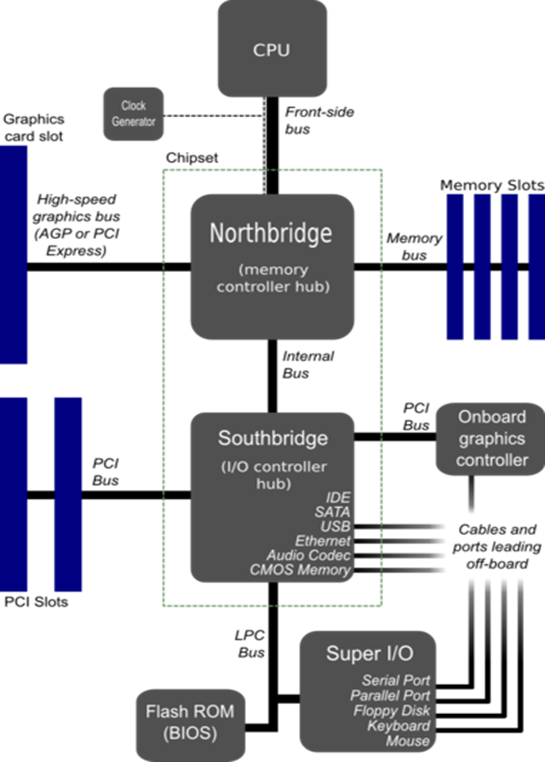 CPU
Clock
Generator
Front-side
bus
Graphics
card slot
Chipset
High-speed
graphics bus
(AGP or PCI
Express)
Northbridge
(memory
controller hub)
Memory Slots
Memory
bus
Internal
Bus
Southbridge
(I/O controller
hub)
IDE
SATA
USB
Ethernet
Audio Codec
CMOS Memory
PCI
Bus
Onboard
graphics
controller
PCI
Bus
Cables and
ports leading
off-board
PCI Slots
LPC
Bus
Super I/O
Serial Port
Parallel Port
Floppy Disk
Keyboard
Mouse
Flash ROM
(BIOS)